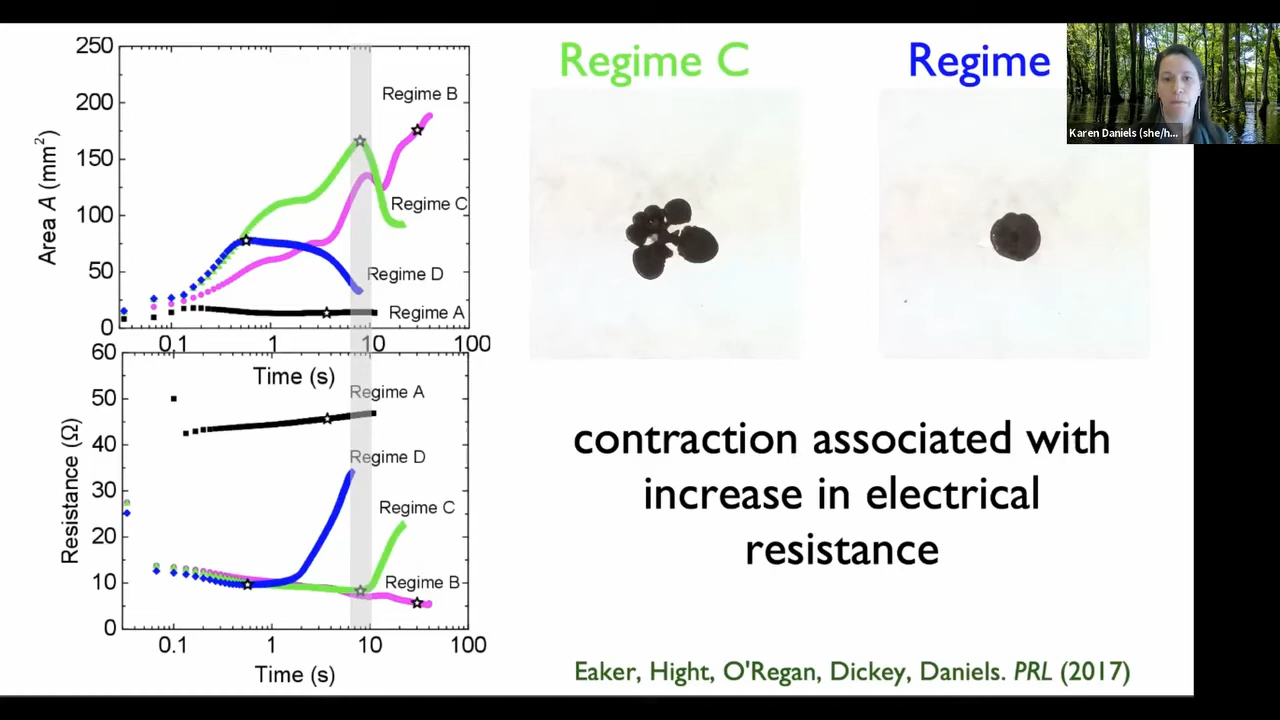 Regime C
Regime
Karen Daniels (she/h...
250
200
150
100
50
0
Area A (mm²)
Regime B
Regime C
Regime D
Regime A
0.1
1
10
100
Time (s)
60
50
40
30
20
10
0
Resistance (Ω)
Regime A
Regime D
Regime C
Regime B
0.1
1
10
100
Time (s)
contraction associated with
increase in electrical
resistance
Eaker, Hight, O'Regan, Dickey, Daniels. PRL (2017)